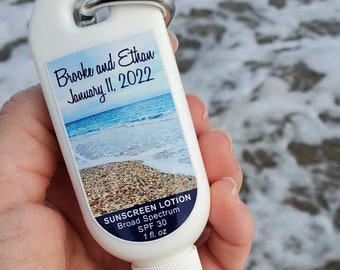 Brooke and Ethan
January 11, 2022
SUNSCREEN LOTION
Broad Spectrum
SPF 30
1 fl. oz